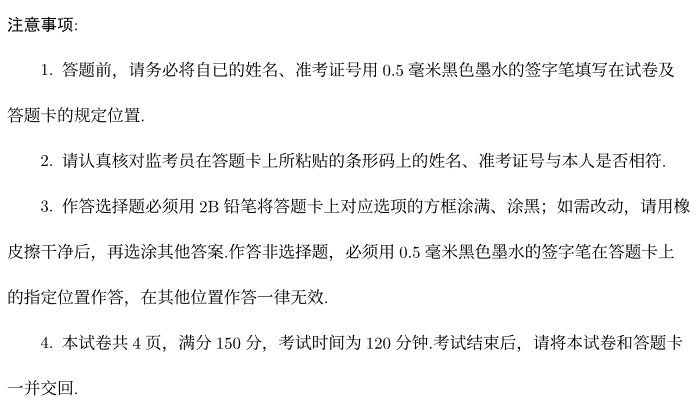 注意事项:
1. 答题前，请务必将自已的姓名、准考证号用 0.5 毫米黑色墨水的签字笔填写在试卷及
答题卡的规定位置.
2. 请认真核对监考员在答题卡上所粘贴的条形码上的姓名、准考证号与本人是否相符.
3. 作答选择题必须用 2B 铅笔将答题卡上对应选项的方框涂满、涂黑；如需改动，请用橡
皮擦干净后，再选涂其他答案.作答非选择题，必须用 0.5 毫米黑色墨水的签字笔在答题卡上
的指定位置作答，在其他位置作答一律无效.
4. 本试卷共 4 页，满分 150 分，考试时间为 120 分钟.考试结束后，请将本试卷和答题卡
一并交回.